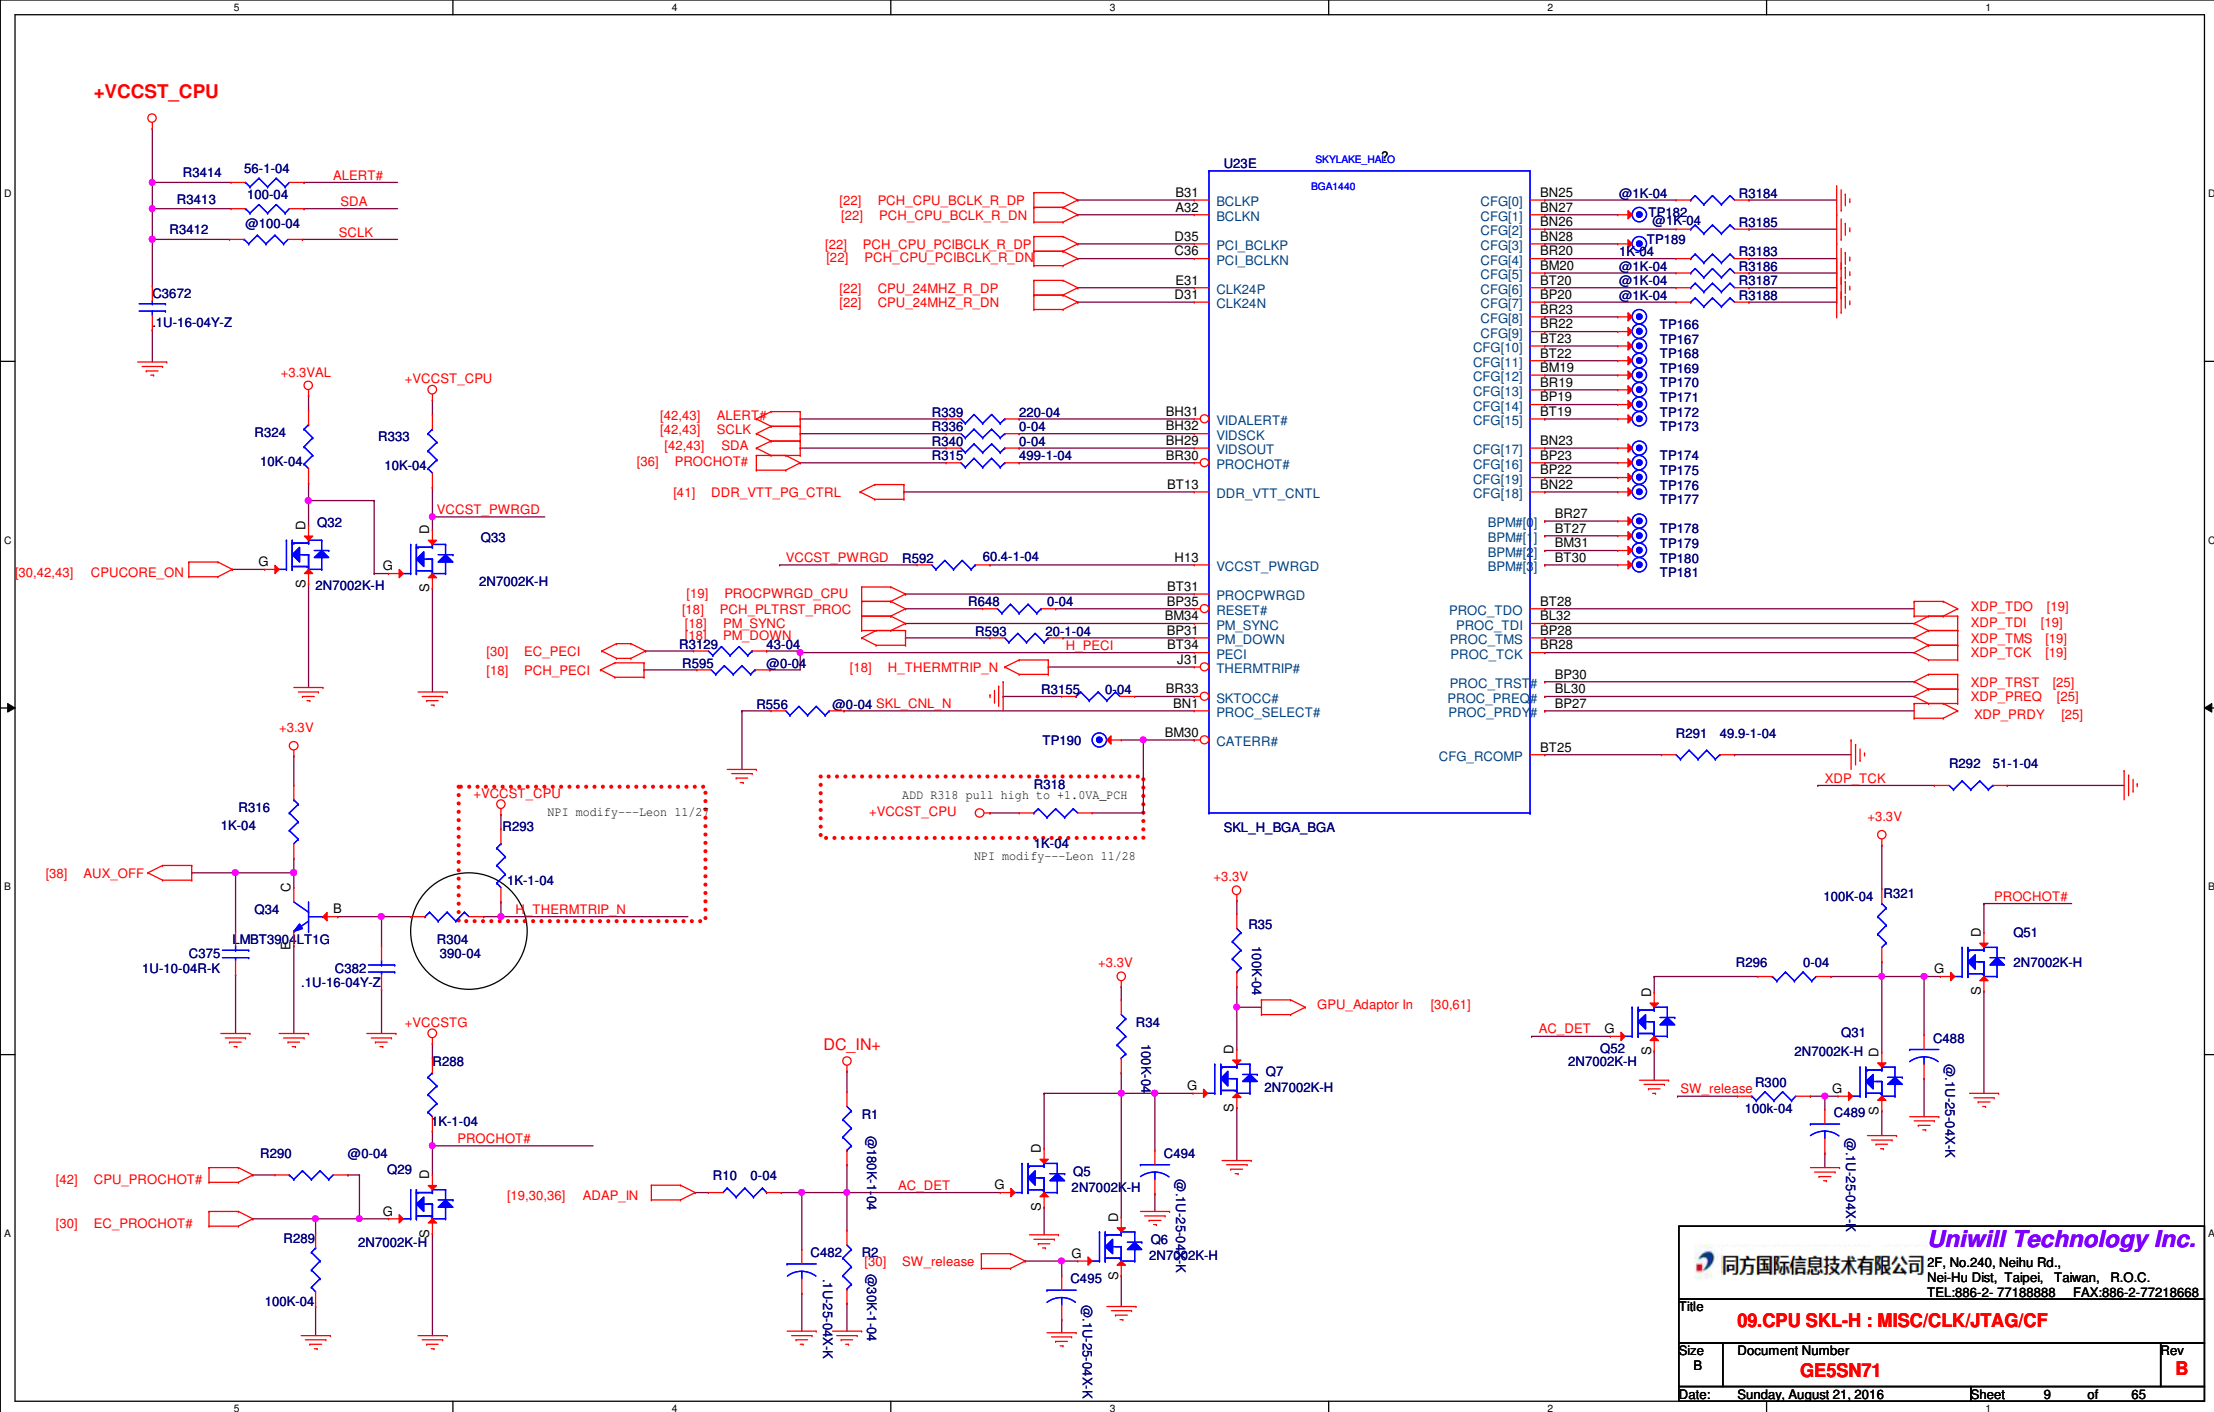 5 4 3 2 1
+VCCST_CPU
R3414 56-1-04 ALERT#
R3413 100-04 SDA
R3412 @100-04 SCLK
C3672
.1U-16-04Y-Z
+3.3VAL
+VCCST_CPU
R324
10K-04
R333
10K-04
VCCST_PWRGD
D
Q32
G
S
2N7002K-H
D
Q33
G
S
2N7002K-H
[30,42,43] CPUCORE_ON
U23E
SKYLAKE_HALO
?
BGA1440
[22] PCH_CPU_BCLK_R_DP B31 BCLKP
[22] PCH_CPU_BCLK_R_DN A32 BCLKN
[22] PCH_CPU_PCIBCLK_R_DP D35 PCI_BCLKP
[22] PCH_CPU_PCIBCLK_R_DN C36 PCI_BCLKN
[22] CPU_24MHZ_R_DP E31 CLK24P
[22] CPU_24MHZ_R_DN D31 CLK24N
[42,43] ALERT# R339 220-04 BH31 VIDALERT#
[42,43] SCLK R336 0-04 BH32 VIDSCK
[42,43] SDA R340 0-04 BH29 VIDSOUT
[36] PROCHOT# R315 499-1-04 BR30 PROCHOT#
[41] DDR_VTT_PG_CTRL BT13 DDR_VTT_CNTL
VCCST_PWRGD R592 60.4-1-04 H13 VCCST_PWRGD
[19] PROCPWRGD_CPU BT31 PROCPWRGD
[18] PCH_PLTRST_PROC R648 0-04 BP35 RESET#
[18] PM_SYNC BM34 PM_SYNC
[18] PM_DOWN R593 20-1-04 BP31 PM_DOWN
[30] EC_PECI R3129 43-04 H_PECI BT34 PECI
[18] PCH_PECI R595 @0-04
[18] H_THERMTRIP_N J31 THERMTRIP#
R3155 0-04 BR33 SKTOCC#
R556 @0-04 SKL_CNL_N BN1 PROC_SELECT#
TP190 BM30 CATERR#
R318
ADD R318 pull high to +1.0VA_PCH
+VCCST_CPU
1K-04
NPI modify---Leon 11/28
SKL_H_BGA_BGA
CFG[0] BN25 @1K-04 R3184
CFG[1] BN27 TP182
CFG[2] BN26 @1K-04 R3185
CFG[3] BN28 TP189
CFG[4] BR20 1K-04 R3183
CFG[5] BM20 @1K-04 R3186
CFG[6] BT20 @1K-04 R3187
CFG[7] BP20 @1K-04 R3188
CFG[8] BR23 TP166
CFG[9] BR22 TP167
CFG[10] BT23 TP168
CFG[11] BT22 TP169
CFG[12] BM19 TP170
CFG[13] BR19 TP171
CFG[14] BP19 TP172
CFG[15] BT19 TP173
CFG[17] BN23 TP174
CFG[16] BP23 TP175
CFG[19] BP22 TP176
CFG[18] BN22 TP177
BPM#[0] BR27 TP178
BPM#[1] BT27 TP179
BPM#[2] BM31 TP180
BPM#[3] BT30 TP181
PROC_TDO BT28 XDP_TDO [19]
PROC_TDI BL32 XDP_TDI [19]
PROC_TMS BP28 XDP_TMS [19]
PROC_TCK BR28 XDP_TCK [19]
PROC_TRST# BP30 XDP_TRST [25]
PROC_PREQ# BL30 XDP_PREQ [25]
PROC_PRDY# BP27 XDP_PRDY [25]
CFG_RCOMP BT25 R291 49.9-1-04
XDP_TCK R292 51-1-04
+3.3V
R316
1K-04
[38] AUX_OFF
C
Q34
B
LMBT3904LT1G
E
C375
1U-10-04R-K
C382
.1U-16-04Y-Z
+VCCST_CPU
NPI modify---Leon 11/27
R293
1K-1-04
H_THERMTRIP_N
R304
390-04
+VCCSTG
R288
1K-1-04
PROCHOT#
R290 @0-04
[42] CPU_PROCHOT#
[30] EC_PROCHOT#
Q29
D
G
S
2N7002K-H
R289
100K-04
DC_IN+
R1
@180K-1-04
[19,30,36] ADAP_IN
R10 0-04
AC_DET
C482
.1U-25-04X-K
R2
@30K-1-04
[30] SW_release
C495
@.1U-25-04X-K
Q5
D
G
S
2N7002K-H
Q6
D
G
S
2N7002K-H
C494
@.1U-25-04X-K
+3.3V
R34
100K-04
+3.3V
R35
100K-04
GPU_Adaptor In [30,61]
Q7
D
G
S
2N7002K-H
+3.3V
100K-04 R321
PROCHOT#
Q51
D
G
S
2N7002K-H
R296 0-04
AC_DET
D
G
S
Q52
2N7002K-H
Q31
2N7002K-H
D
G
S
C488
@.1U-25-04X-K
SW_release R300
100k-04
C489
@.1U-25-04X-K
同方国际信息技术有限公司
Uniwill Technology Inc.
2F, No.240, Neihu Rd.,
Nei-Hu Dist, Taipei, Taiwan, R.O.C.
TEL:886-2- 77188888 FAX:886-2-77218668
Title
09.CPU SKL-H : MISC/CLK/JTAG/CF
Size
B
Document Number
GE5SN71
Rev
B
Date: Sunday, August 21, 2016 Sheet 9 of 65
D
C
B
A
D
C
B
A
5 4 3 2 1